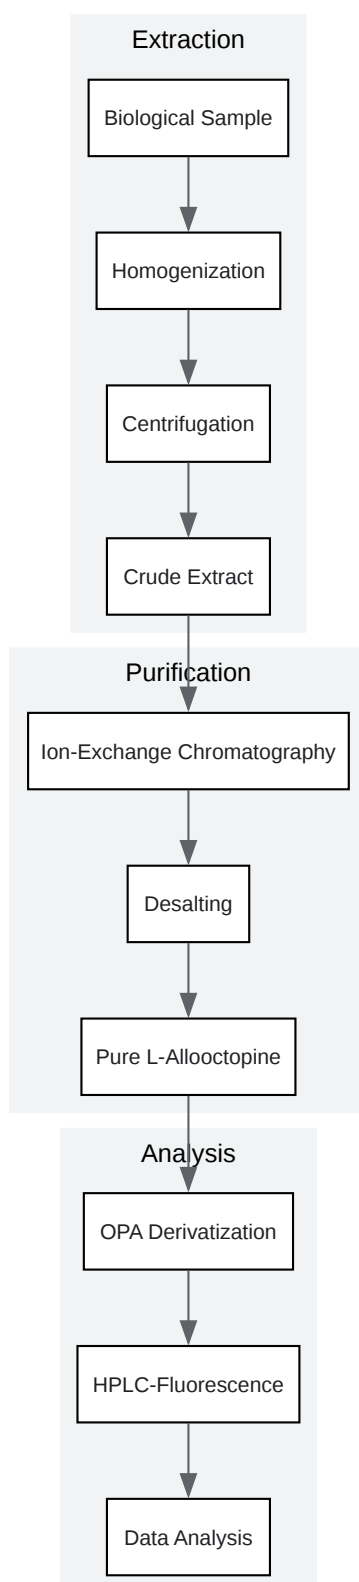 Extraction
Biological Sample
Homogenization
Centrifugation
Crude Extract
Purification
Ion-Exchange Chromatography
Desalting
Pure L-Allooctopine
Analysis
OPA Derivatization
HPLC-Fluorescence
Data Analysis